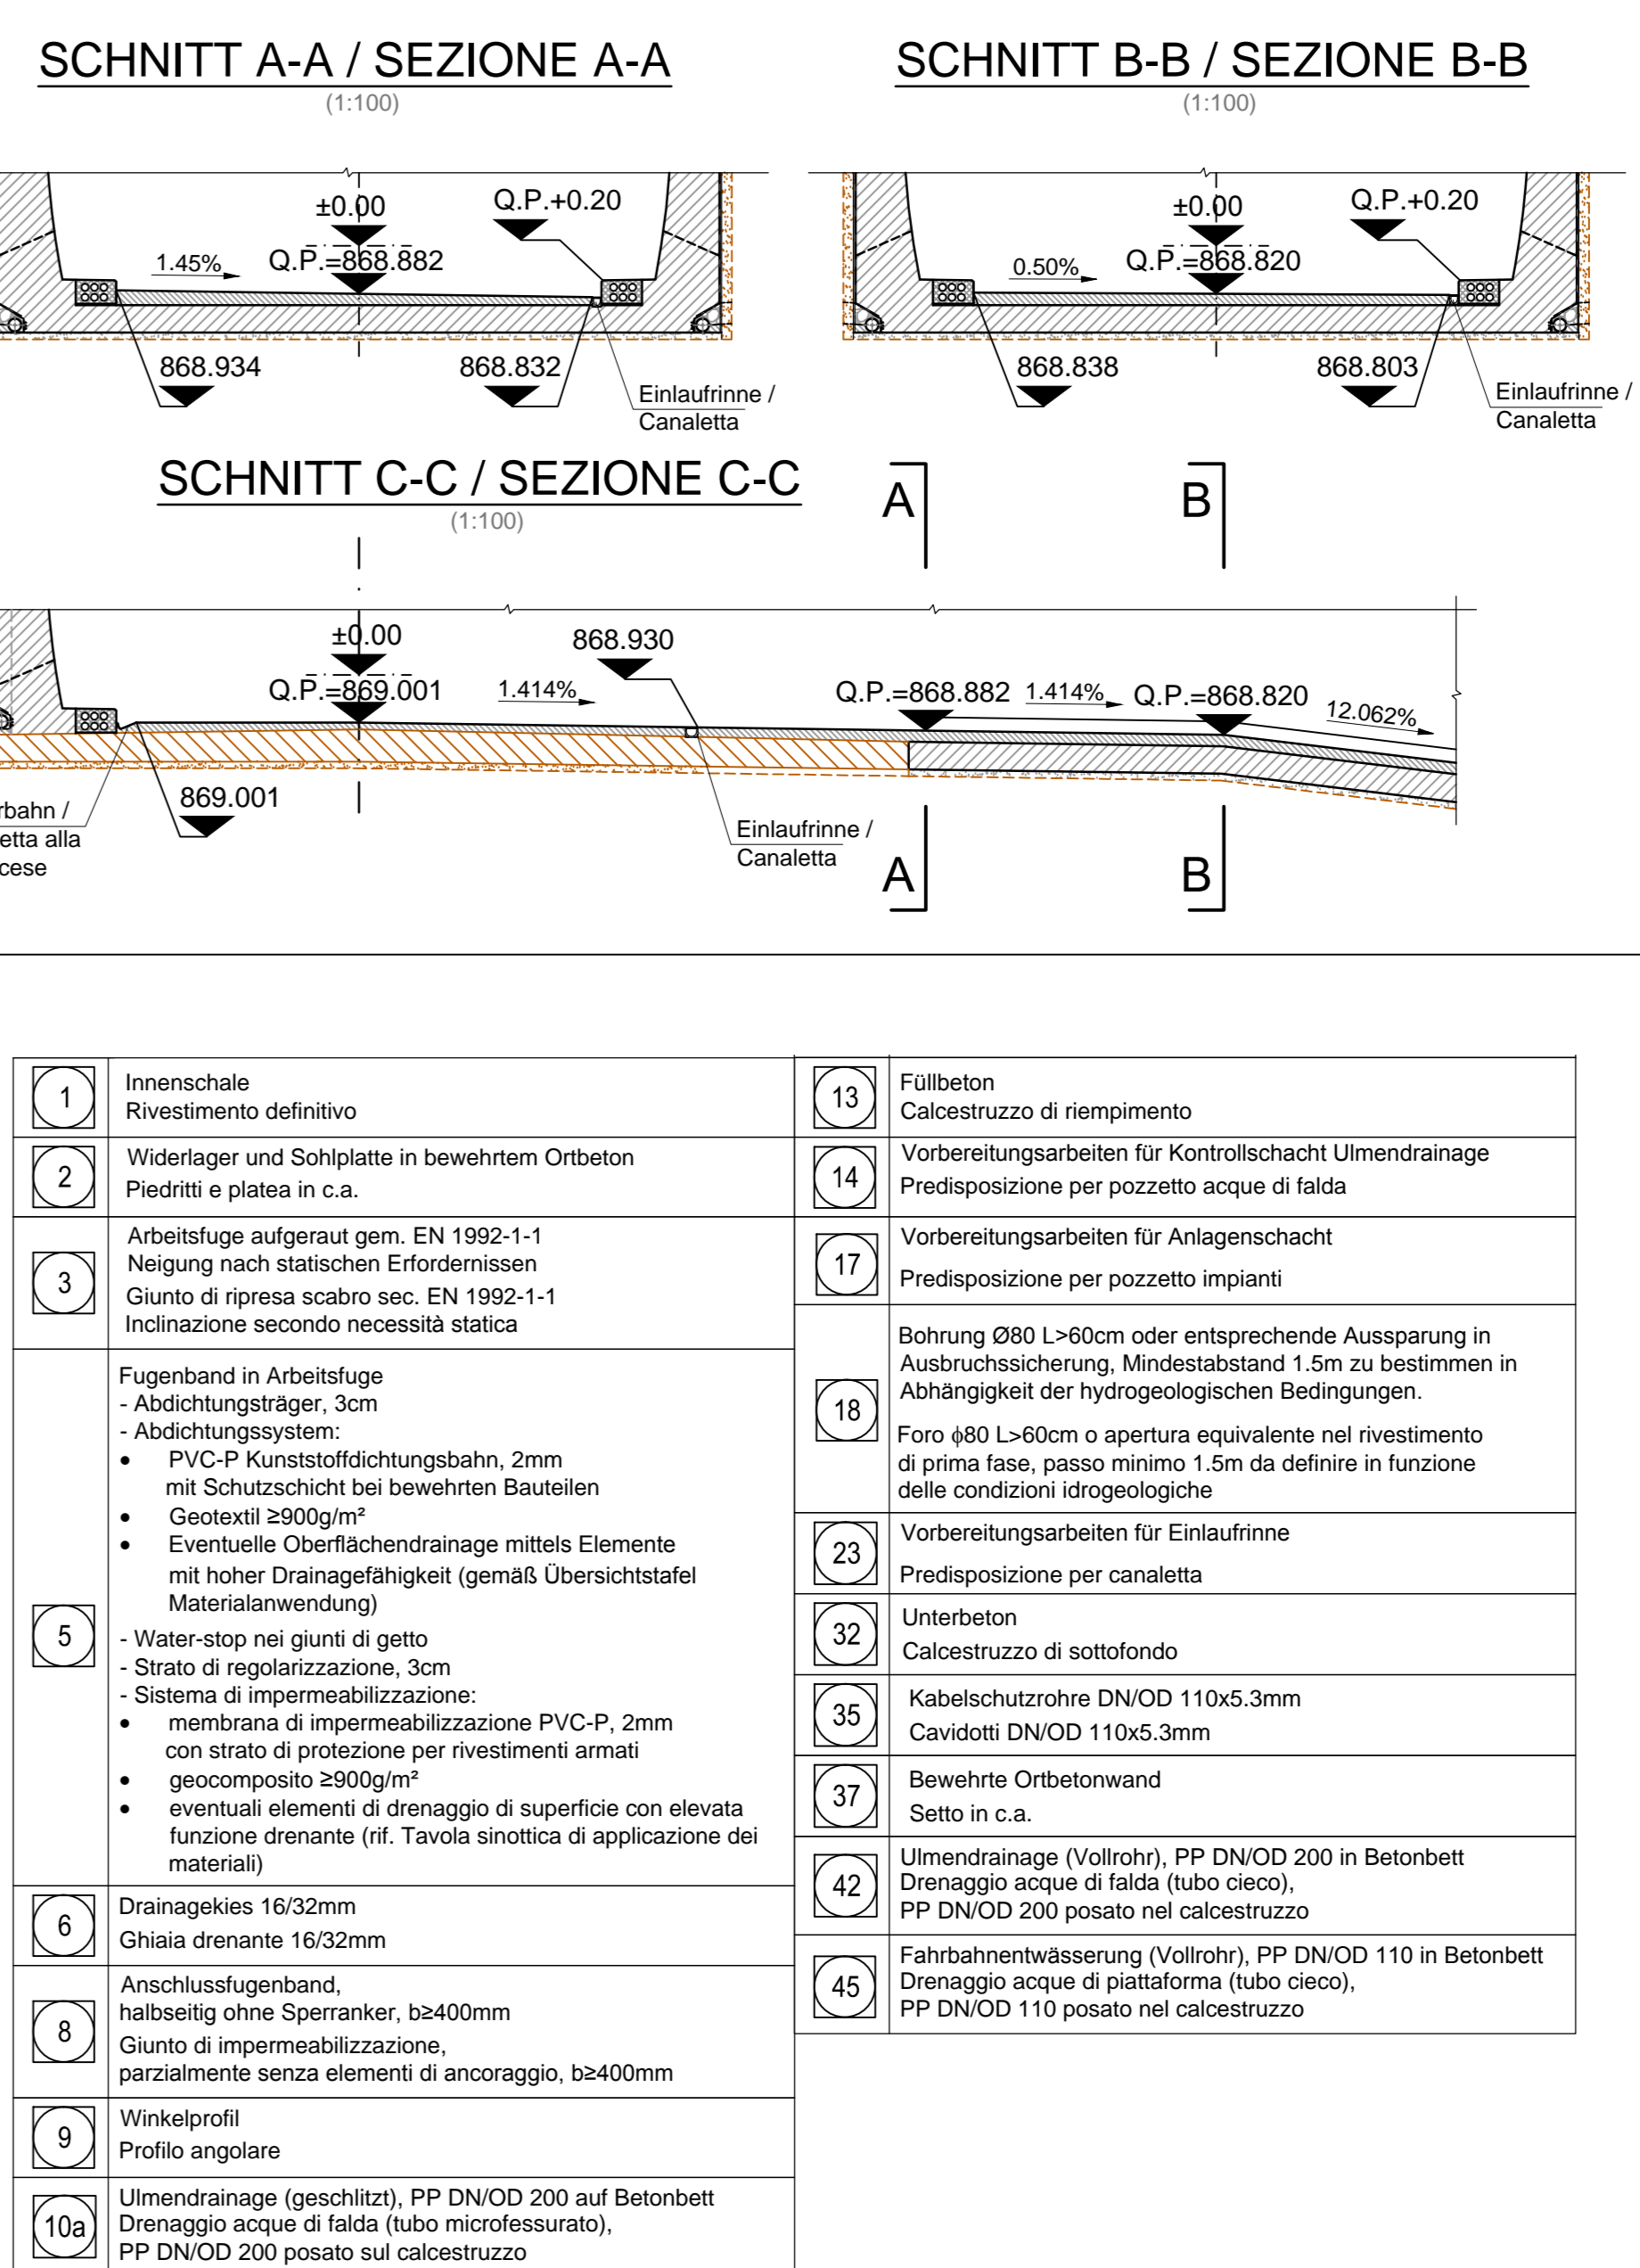 SCHNITT A-A / SEZIONE A-A
(1:100)
±0.00
Q.P.+0.20
1.45%
Q.P.=868.882
868.934
868.832
Einlaufrinne /
Canaletta
SCHNITT B-B / SEZIONE B-B
(1:100)
±0.00
Q.P.+0.20
0.50%
Q.P.=868.820
868.838
868.803
Einlaufrinne /
Canaletta
SCHNITT C-C / SEZIONE C-C
(1:100)
A
B
±0.00
868.930
Q.P.=869.001
1.414%
Q.P.=868.882
1.414%
Q.P.=868.820
12.062%
869.001
rbahn /
etta alla
cese
Einlaufrinne /
Canaletta
A
B
1
Innenschale
Rivestimento definitivo
2
Widerlager und Sohlplatte in bewehrtem Ortbeton
Piedritti e platea in c.a.
3
Arbeitsfuge aufgeraut gem. EN 1992-1-1
Neigung nach statischen Erfordernissen
Giunto di ripresa scabro sec. EN 1992-1-1
Inclinazione secondo necessità statica
5
Fugenband in Arbeitsfuge
- Abdichtungsträger, 3cm
- Abdichtungssystem:
• PVC-P Kunststoffdichtungsbahn, 2mm
mit Schutzschicht bei bewehrten Bauteilen
• Geotextil ≥900g/m²
• Eventuelle Oberflächendrainage mittels Elemente
mit hoher Drainagefähigkeit (gemäß Übersichtstafel
Materialanwendung)
- Water-stop nei giunti di getto
- Strato di regolarizzazione, 3cm
- Sistema di impermeabilizzazione:
• membrana di impermeabilizzazione PVC-P, 2mm
con strato di protezione per rivestimenti armati
• geocomposito ≥900g/m²
• eventuali elementi di drenaggio di superficie con elevata
funzione drenante (rif. Tavola sinottica di applicazione dei
materiali)
6
Drainagekies 16/32mm
Ghiaia drenante 16/32mm
8
Anschlussfugenband,
halbseitig ohne Sperranker, b≥400mm
Giunto di impermeabilizzazione,
parzialmente senza elementi di ancoraggio, b≥400mm
9
Winkelprofil
Profilo angolare
10a
Ulmendrainage (geschlitzt), PP DN/OD 200 auf Betonbett
Drenaggio acque di falda (tubo microfessurato),
PP DN/OD 200 posato sul calcestruzzo
13
Füllbeton
Calcestruzzo di riempimento
14
Vorbereitungsarbeiten für Kontrollschacht Ulmendrainage
Predisposizione per pozzetto acque di falda
17
Vorbereitungsarbeiten für Anlagenschacht
Predisposizione per pozzetto impianti
18
Bohrung Ø80 L>60cm oder entsprechende Aussparung in
Ausbruchssicherung, Mindestabstand 1.5m zu bestimmen in
Abhängigkeit der hydrogeologischen Bedingungen.
Foro ϕ80 L>60cm o apertura equivalente nel rivestimento
di prima fase, passo minimo 1.5m da definire in funzione
delle condizioni idrogeologiche
23
Vorbereitungsarbeiten für Einlaufrinne
Predisposizione per canaletta
32
Unterbeton
Calcestruzzo di sottofondo
35
Kabelschutzrohre DN/OD 110x5.3mm
Cavidotti DN/OD 110x5.3mm
37
Bewehrte Ortbetonwand
Setto in c.a.
42
Ulmendrainage (Vollrohr), PP DN/OD 200 in Betonbett
Drenaggio acque di falda (tubo cieco),
PP DN/OD 200 posato nel calcestruzzo
45
Fahrbahnentwässerung (Vollrohr), PP DN/OD 110 in Betonbett
Drenaggio acque di piattaforma (tubo cieco),
PP DN/OD 110 posato nel calcestruzzo